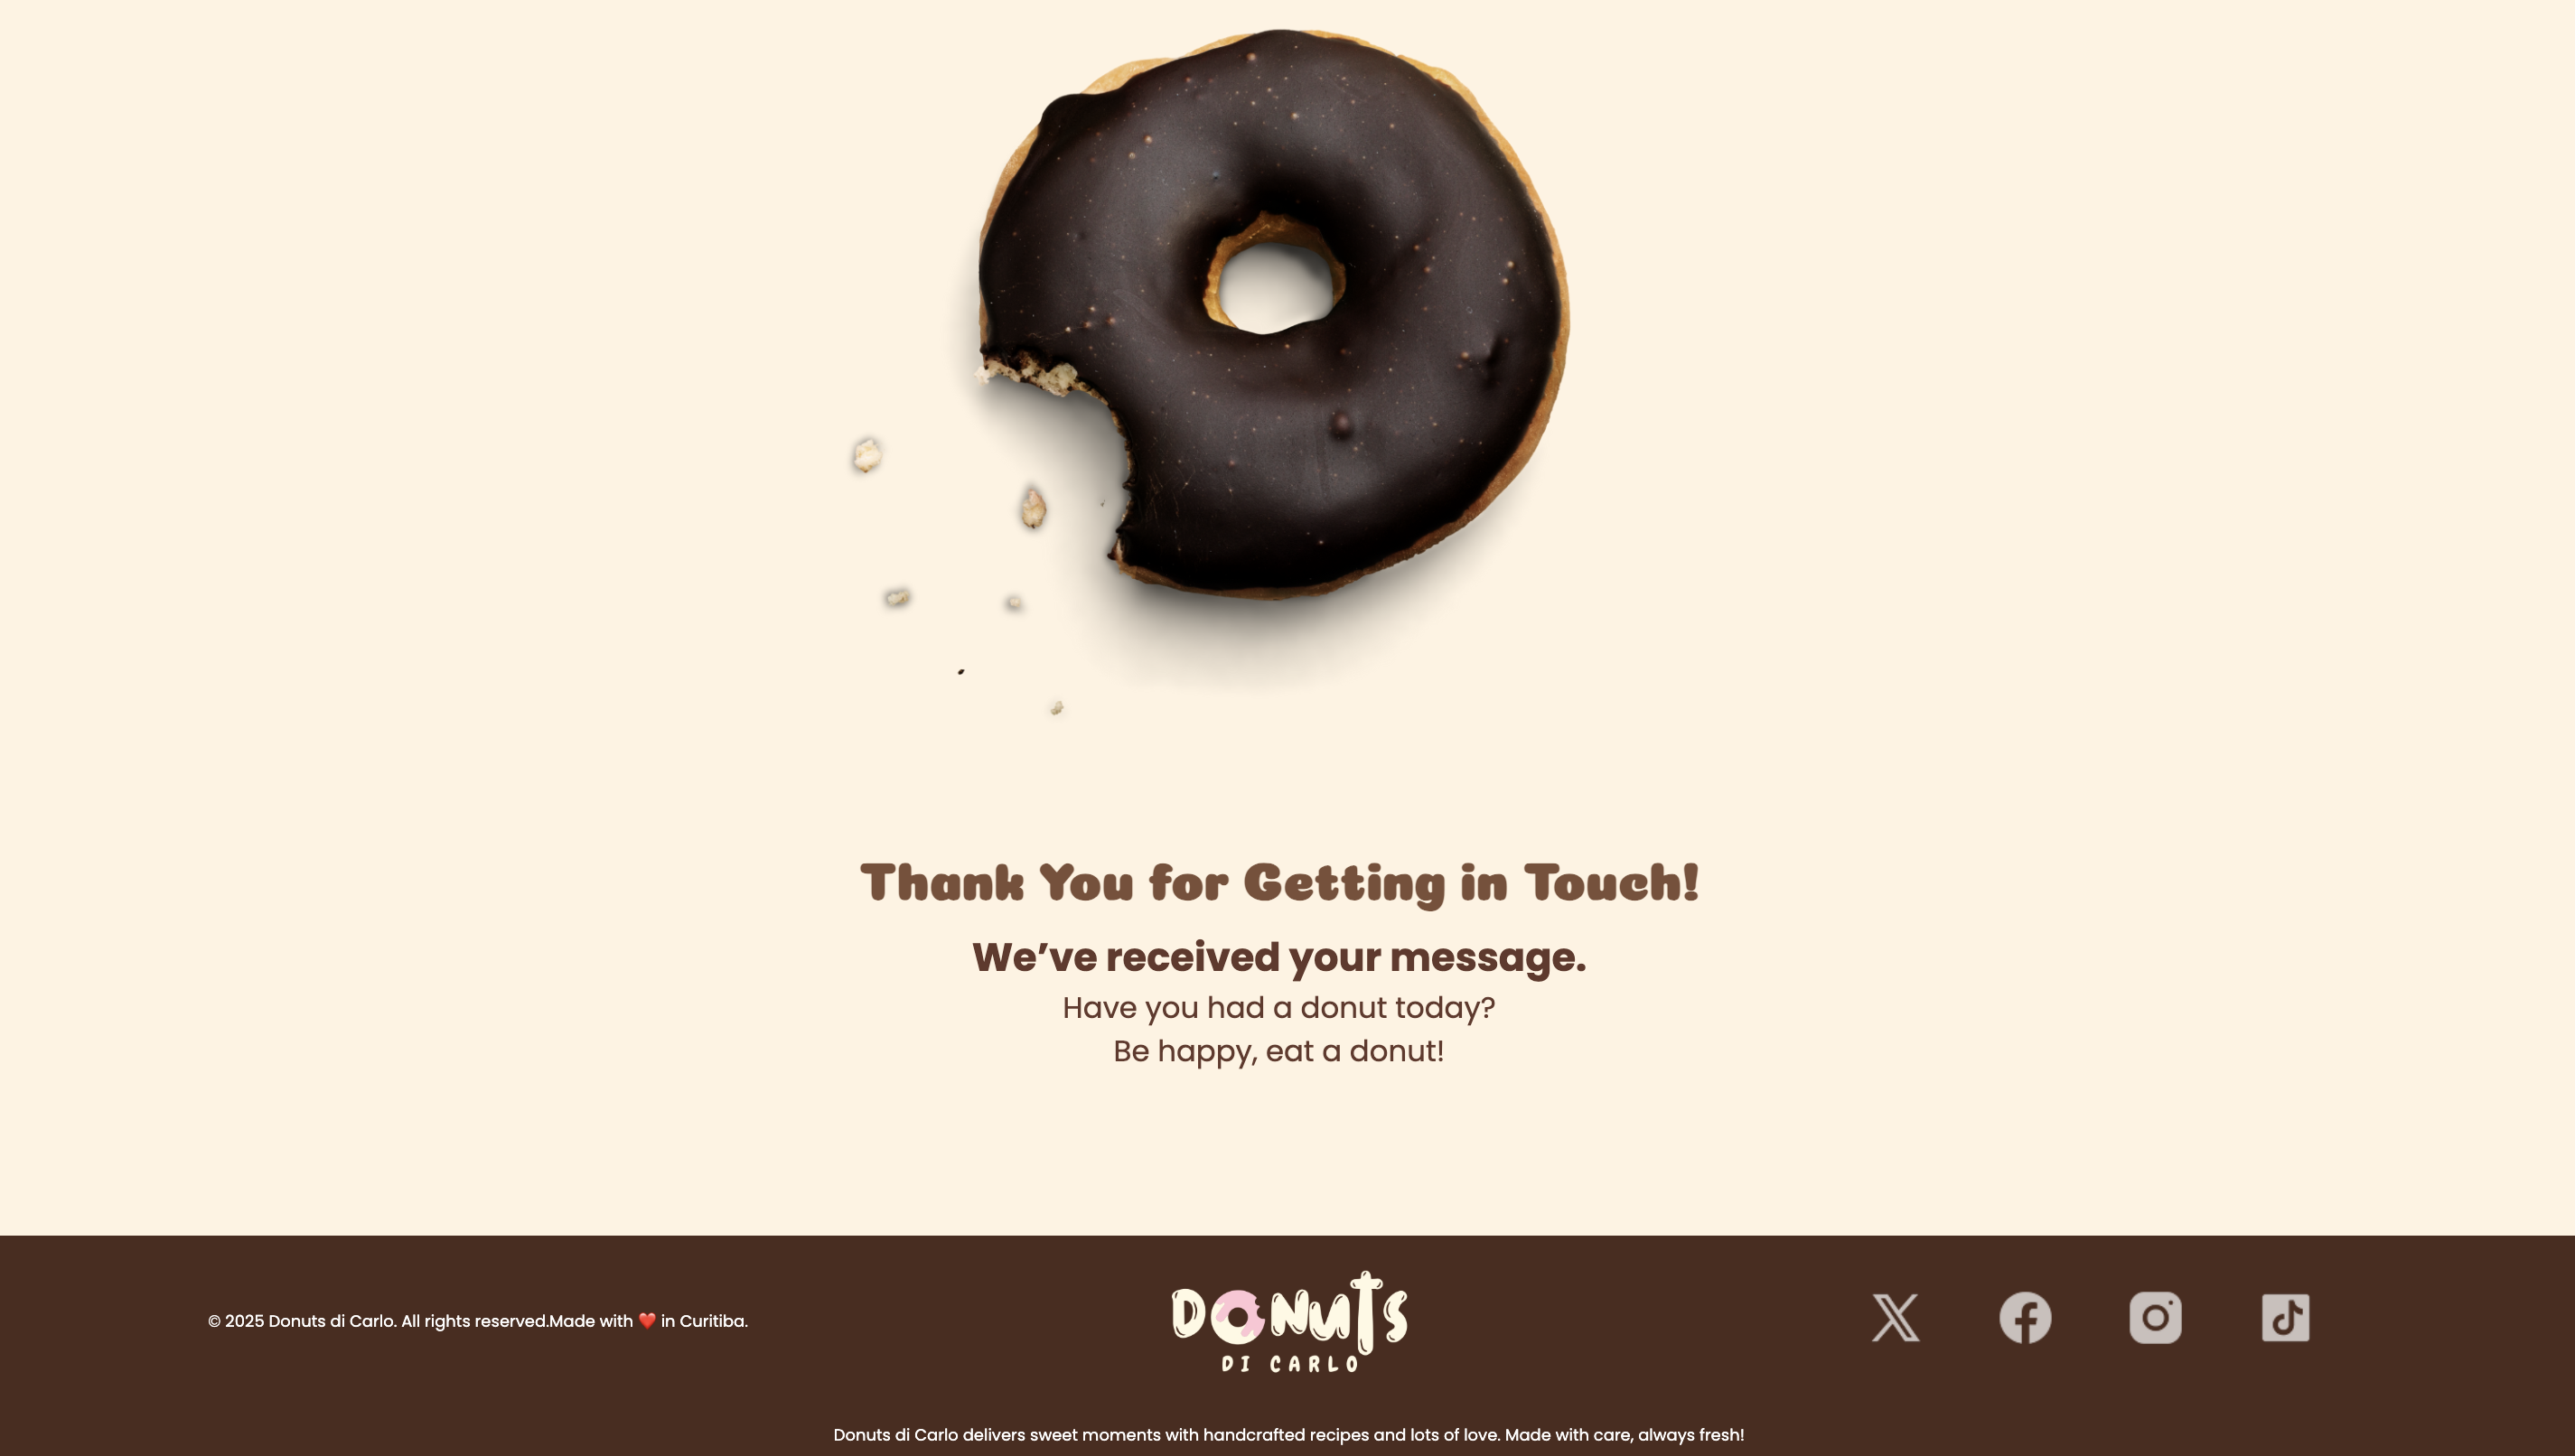 Thank You for Getting in Touch!
We’ve received your message.
Have you had a donut today?
Be happy, eat a donut!
© 2025 Donuts di Carlo. All rights reserved.Made with ❤️ in Curitiba.
DONUTS
DI CARLO
Donuts di Carlo delivers sweet moments with handcrafted recipes and lots of love. Made with care, always fresh!